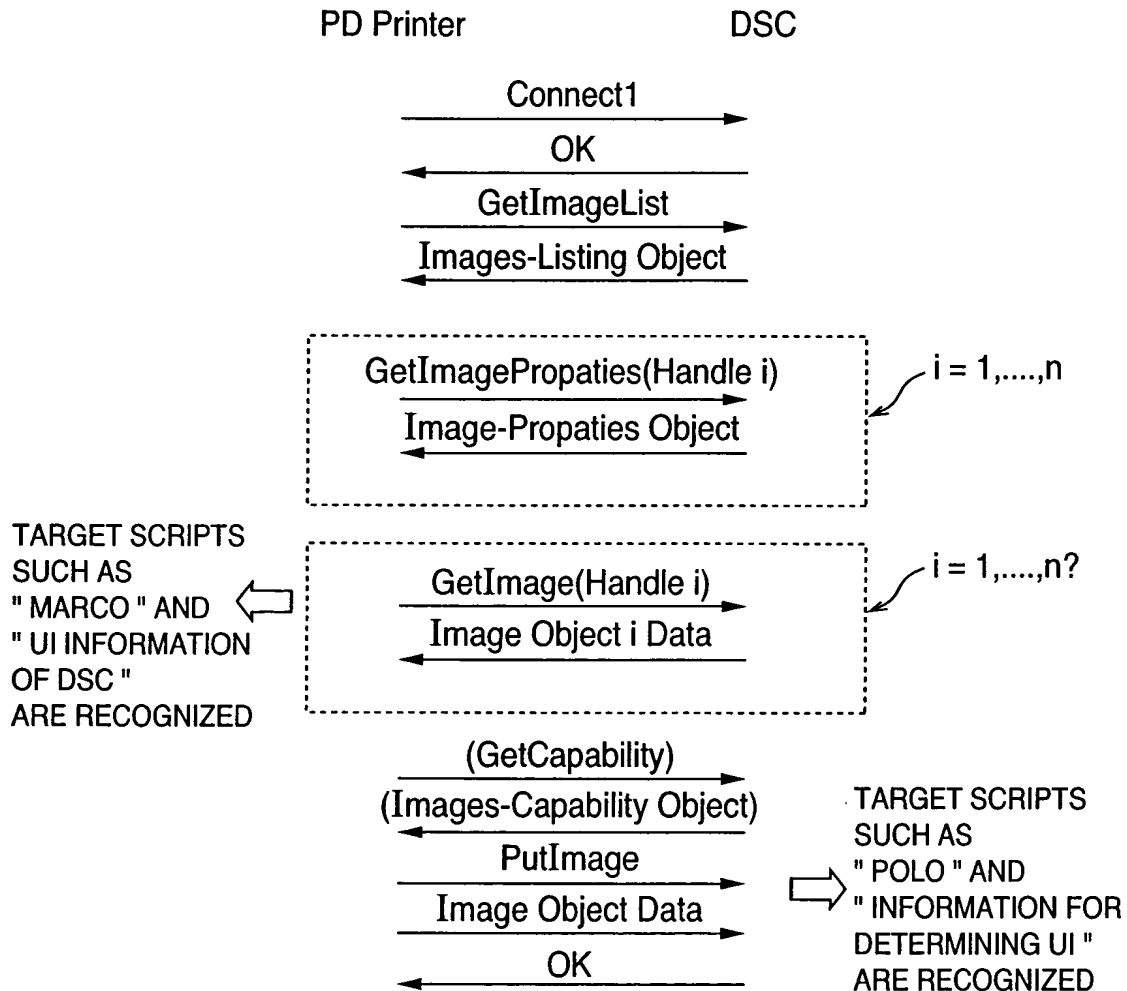 PD Printer DSC
Connect1
OK
GetImageList
Images-Listing Object
GetImagePropaties(Handle i)
i = 1,....,n
Image-Propaties Object
TARGET SCRIPTS
SUCH AS
" MARCO " AND
" UI INFORMATION
OF DSC "
ARE RECOGNIZED
GetImage(Handle i)
i = 1,....,n?
Image Object i Data
(GetCapability)
(Images-Capability Object)
PutImage
Image Object Data
OK
TARGET SCRIPTS
SUCH AS
" POLO " AND
" INFORMATION FOR
DETERMINING UI "
ARE RECOGNIZED